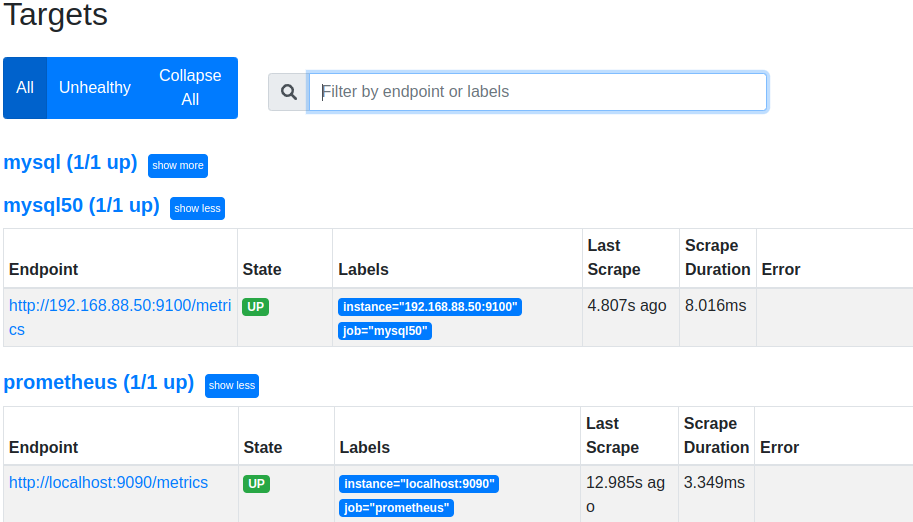 Targets
All Unhealthy Collapse
All
Filter by endpoint or labels
mysql (1/1 up) show more
mysql50 (1/1 up) show less
Endpoint State Labels Last
Scrape Scrape
Duration Error
http://192.168.88.50:9100/metri
cs UP instance="192.168.88.50:9100"
job="mysql50" 4.807s ago 8.016ms
prometheus (1/1 up) show less
Endpoint State Labels Last
Scrape Scrape
Duration Error
http://localhost:9090/metrics UP instance="localhost:9090"
job="prometheus" 12.985s ag
o 3.349ms